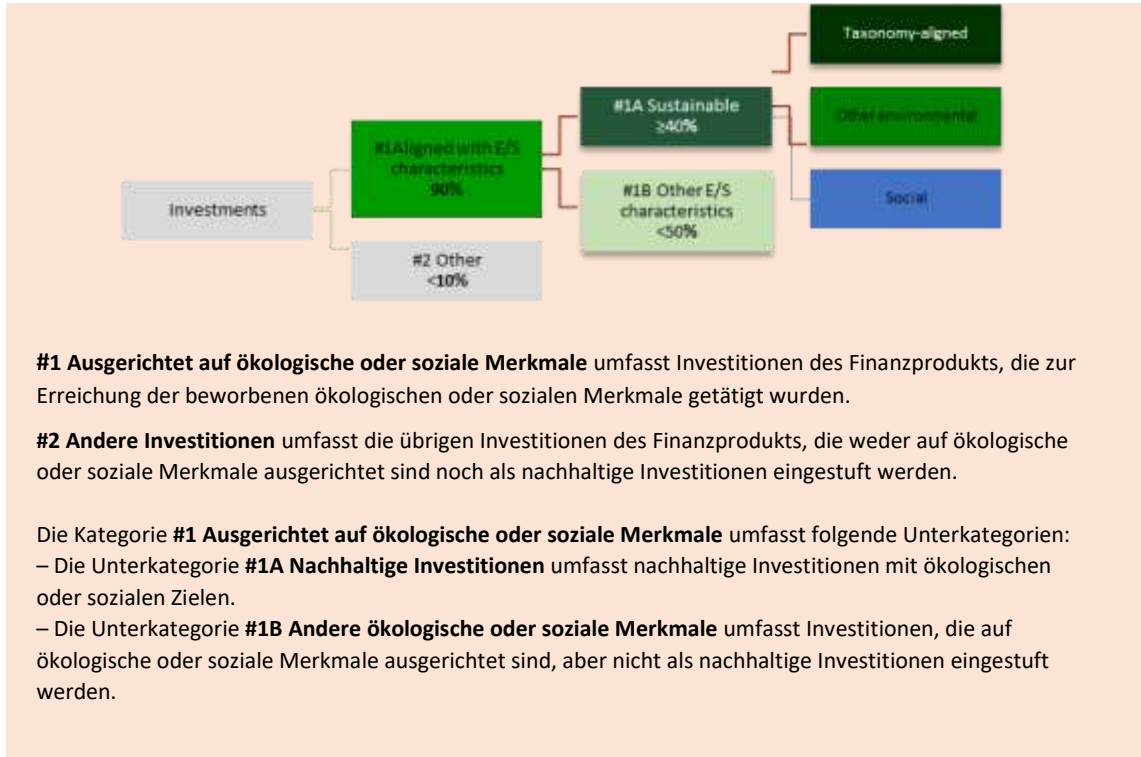 Taxonomy-aligned
#1A Sustainable
≥40%
Other environmental
#1Aligned with E/S
characteristics
90%
#1B Other E/S
characteristics
<50%
Social
Investments
#2 Other
<10%
#1 Ausgerichtet auf ökologische oder soziale Merkmale umfasst Investitionen des Finanzprodukts, die zur
Erreichung der beworbenen ökologischen oder sozialen Merkmale getätigt wurden.
#2 Andere Investitionen umfasst die übrigen Investitionen des Finanzprodukts, die weder auf ökologische
oder soziale Merkmale ausgerichtet sind noch als nachhaltige Investitionen eingestuft werden.
Die Kategorie #1 Ausgerichtet auf ökologische oder soziale Merkmale umfasst folgende Unterkategorien:
– Die Unterkategorie #1A Nachhaltige Investitionen umfasst nachhaltige Investitionen mit ökologischen
oder sozialen Zielen.
– Die Unterkategorie #1B Andere ökologische oder soziale Merkmale umfasst Investitionen, die auf
ökologische oder soziale Merkmale ausgerichtet sind, aber nicht als nachhaltige Investitionen eingestuft
werden.